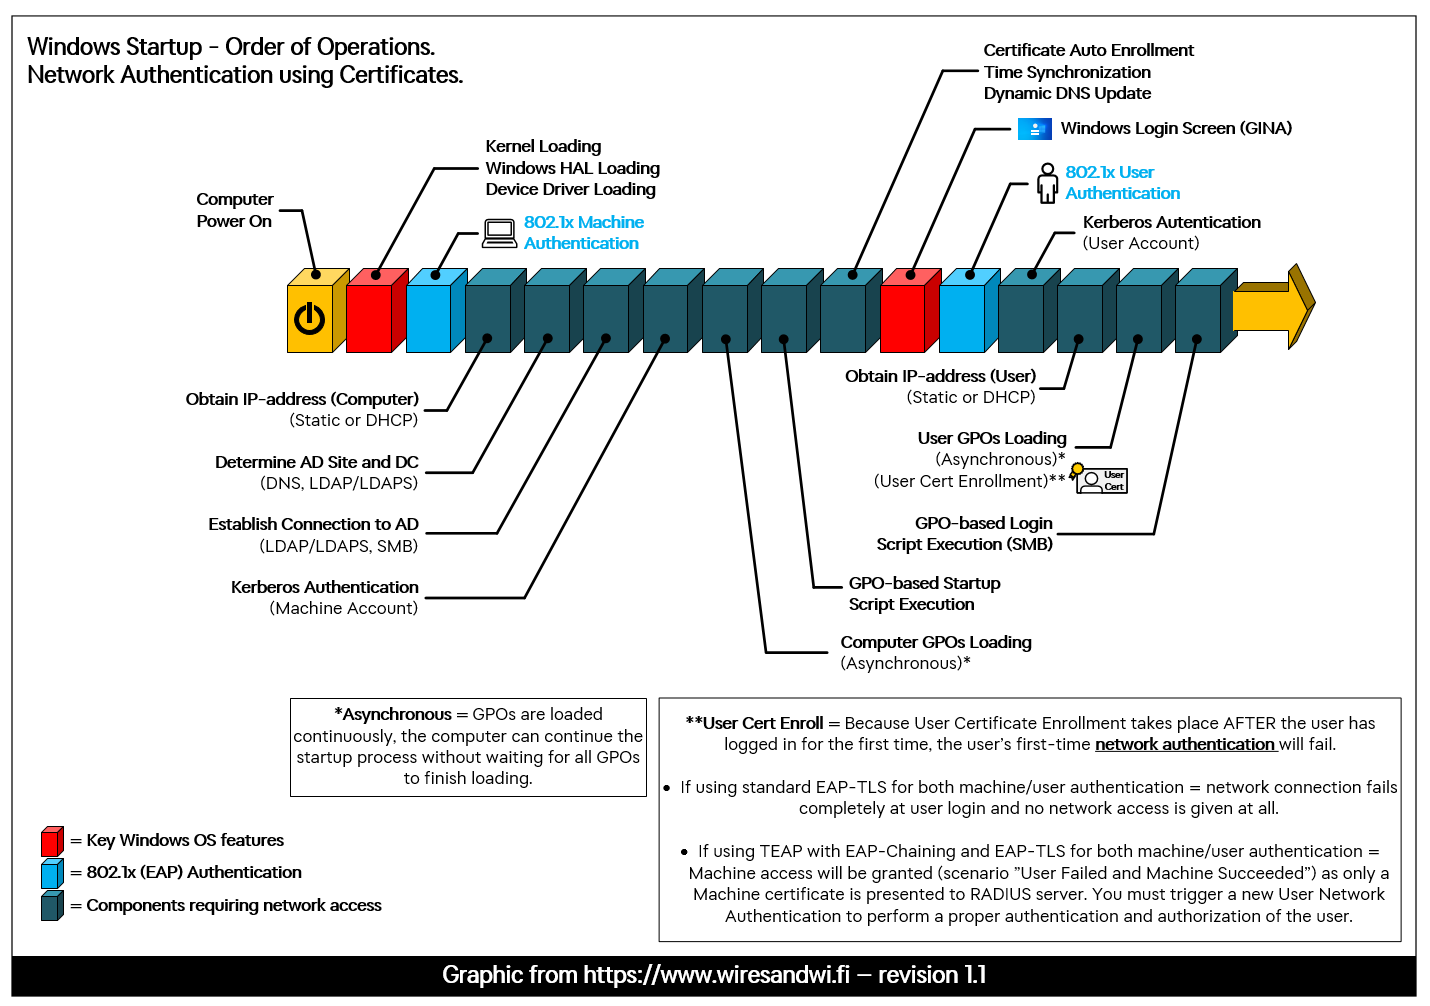 Windows Startup - Order of Operations.
Network Authentication using Certificates.
Certificate Auto Enrollment
Time Synchronization
Dynamic DNS Update
Windows Login Screen (GINA)
Kernel Loading
Windows HAL Loading
Device Driver Loading
802.1x User
Authentication
Computer
Power On
802.1x Machine
Authentication
Kerberos Autentication
(User Account)
Obtain IP-address (Computer)
(Static or DHCP)
Determine AD Site and DC
(DNS, LDAP/LDAPS)
Establish Connection to AD
(LDAP/LDAPS, SMB)
Kerberos Authentication
(Machine Account)
Obtain IP-address (User)
(Static or DHCP)
User GPOs Loading
(Asynchronous)*
(User Cert Enrollment)**
User
Cert
GPO-based Login
Script Execution (SMB)
GPO-based Startup
Script Execution
Computer GPOs Loading
(Asynchronous)*
*Asynchronous = GPOs are loaded
continuously, the computer can continue the
startup process without waiting for all GPOs
to finish loading.
**User Cert Enroll = Because User Certificate Enrollment takes place AFTER the user has
logged in for the first time, the user's first-time network authentication will fail.
• If using standard EAP-TLS for both machine/user authentication = network connection fails
completely at user login and no network access is given at all.
• If using TEAP with EAP-Chaining and EAP-TLS for both machine/user authentication =
Machine access will be granted (scenario ”User Failed and Machine Succeeded”) as only a
Machine certificate is presented to RADIUS server. You must trigger a new User Network
Authentication to perform a proper authentication and authorization of the user.
= Key Windows OS features
= 802.1x (EAP) Authentication
= Components requiring network access
Graphic from https://www.wiresandwi.fi – revision 1.1